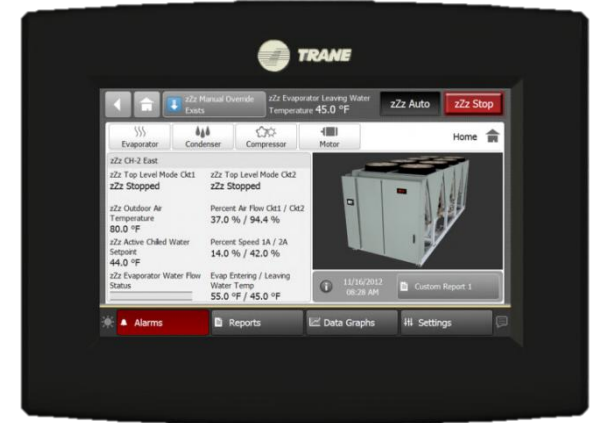 TRANE
zZz Manual Override
Exists
zZz Evaporator Leaving Water
Temperature 45.0 °F
zZz Auto
zZz Stop
Evaporator
Condenser
Compressor
Motor
Home
zZz CH-2 East
zZz Top Level Mode Ckt1
zZz Stopped
zZz Top Level Mode Ckt2
zZz Stopped
zZz Outdoor Air
Temperature
80.0 °F
Percent Air Flow Ckt1 / Ckt2
37.0 % / 94.4 %
zZz Active Chilled Water
Setpoint
44.0 °F
Percent Speed 1A / 2A
14.0 % / 42.0 %
zZz Evaporator Water Flow
Status
Evap Entering / Leaving
Water Temp
55.0 °F / 45.0 °F
11/16/2012
08:28 AM
Custom Report 1
Alarms
Reports
Data Graphs
Settings